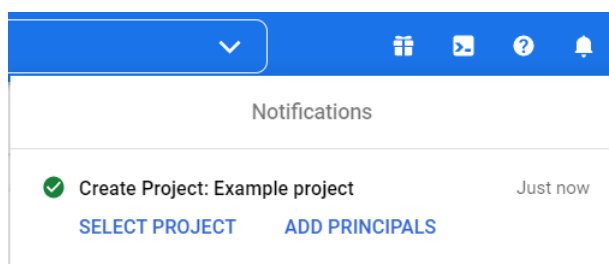 Notifications
Create Project: Example project Just now
SELECT PROJECT ADD PRINCIPALS